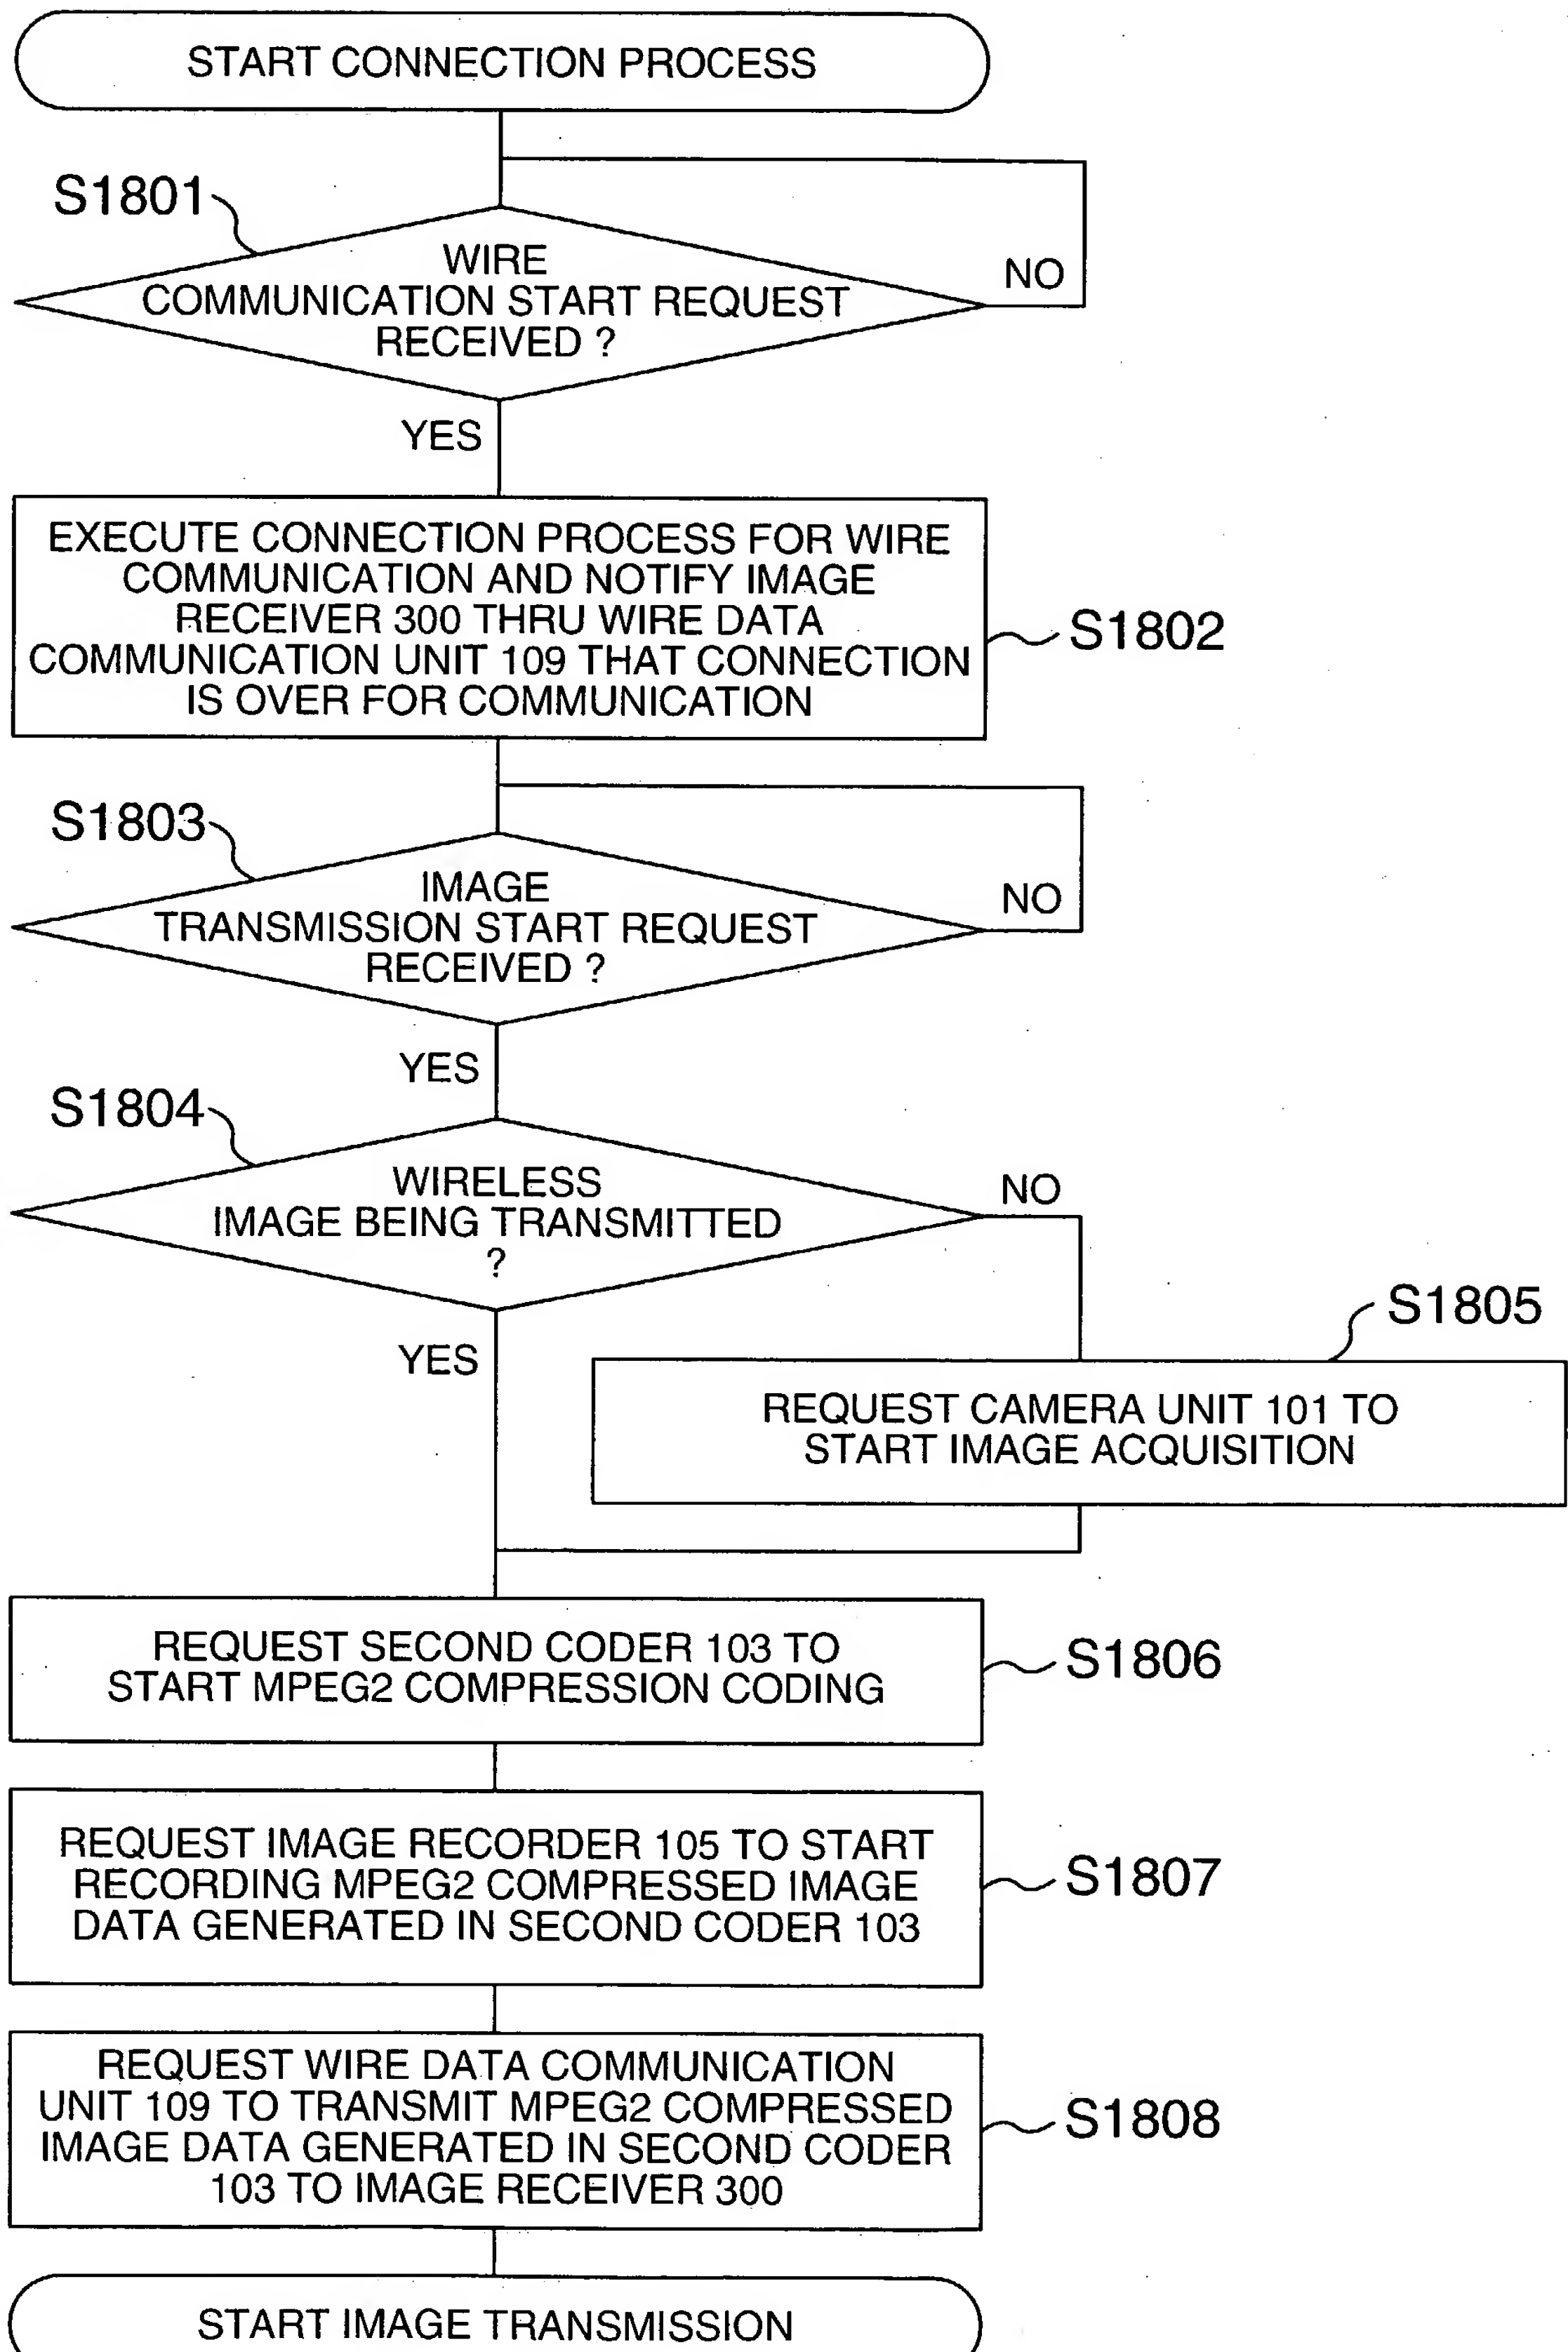 START CONNECTION PROCESS
S1801
WIRE
COMMUNICATION START REQUEST
RECEIVED ?
NO
YES
EXECUTE CONNECTION PROCESS FOR WIRE
COMMUNICATION AND NOTIFY IMAGE
RECEIVER 300 THRU WIRE DATA
COMMUNICATION UNIT 109 THAT CONNECTION
IS OVER FOR COMMUNICATION
S1802
S1803
IMAGE
TRANSMISSION START REQUEST
RECEIVED ?
NO
YES
S1804
WIRELESS
IMAGE BEING TRANSMITTED
?
NO
YES
S1805
REQUEST CAMERA UNIT 101 TO
START IMAGE ACQUISITION
REQUEST SECOND CODER 103 TO
START MPEG2 COMPRESSION CODING
S1806
REQUEST IMAGE RECORDER 105 TO START
RECORDING MPEG2 COMPRESSED IMAGE
DATA GENERATED IN SECOND CODER 103
S1807
REQUEST WIRE DATA COMMUNICATION
UNIT 109 TO TRANSMIT MPEG2 COMPRESSED
IMAGE DATA GENERATED IN SECOND CODER
103 TO IMAGE RECEIVER 300
S1808
START IMAGE TRANSMISSION